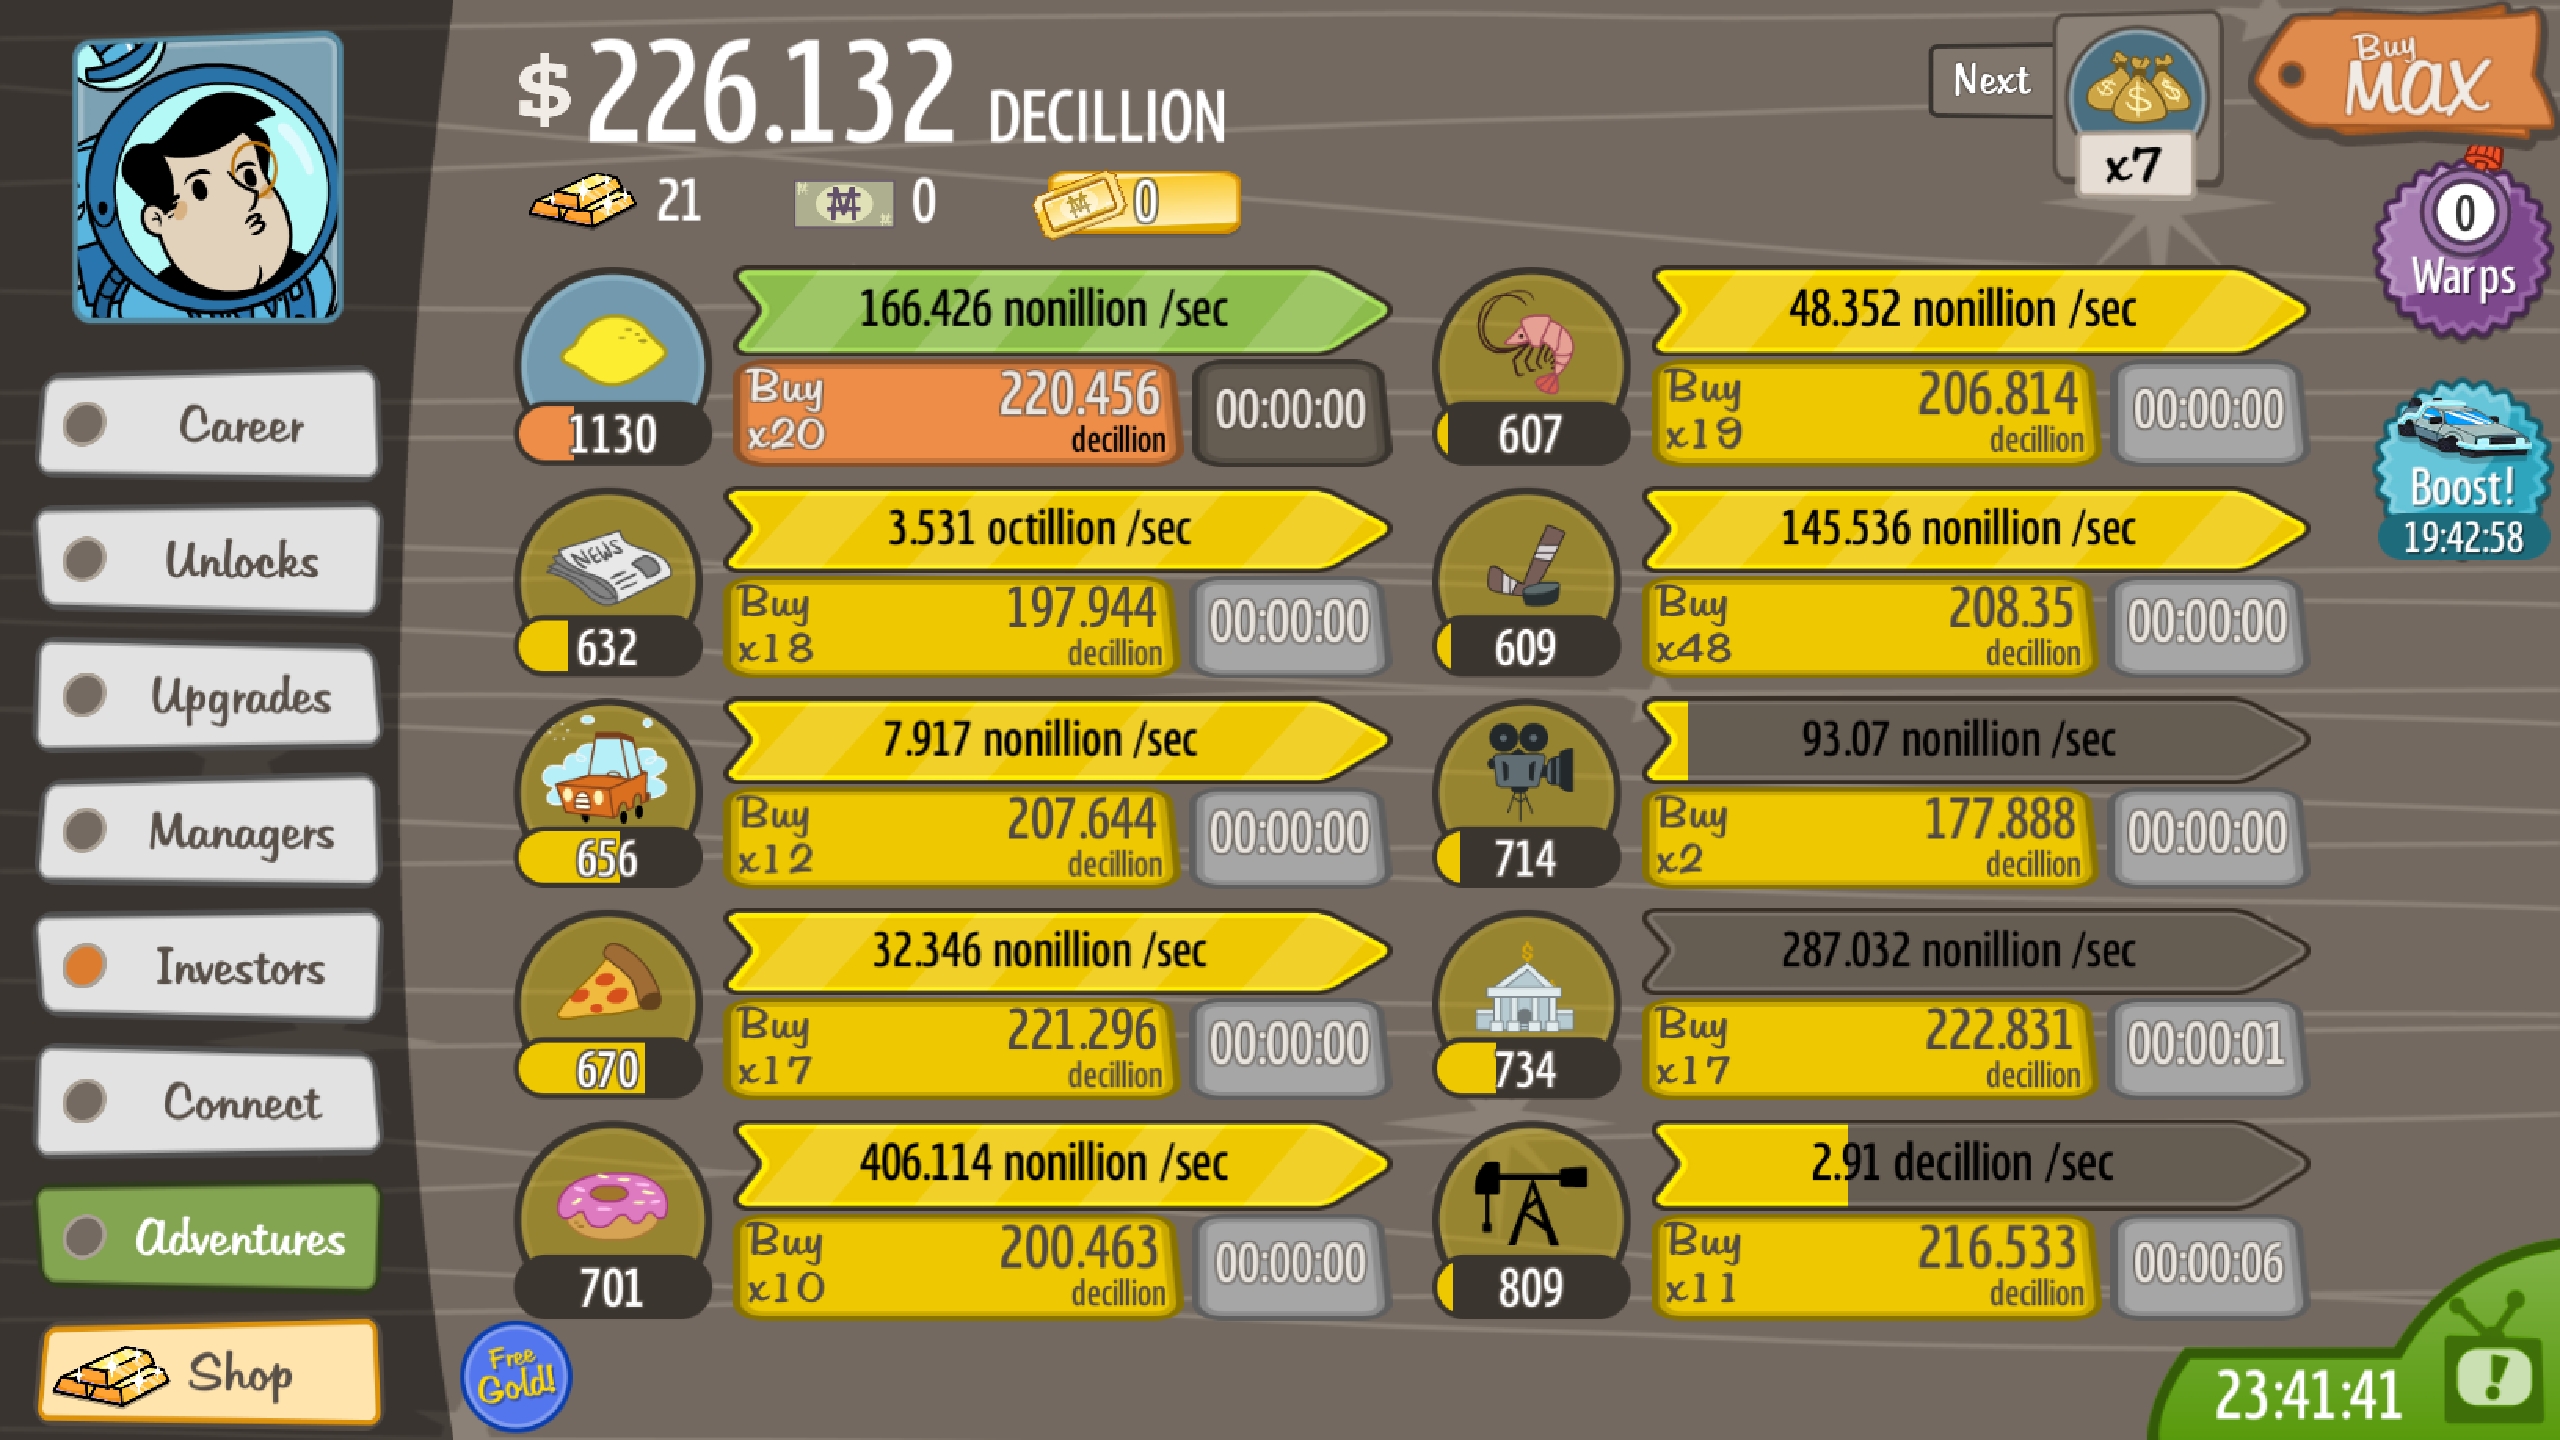 $226.132 DECILLION
21
0
0
Next
x7
Buy
MAX
0
Warps
Boost!
19:42:58
Career
Unlocks
Upgrades
Managers
Investors
Connect
Adventures
Shop
166.426 nonillion /sec
1130
Buy
x20
220.456
decillion
00:00:00
48.352 nonillion /sec
607
Buy
x19
206.814
decillion
00:00:00
NEWS
3.531 octillion /sec
632
Buy
x18
197.944
decillion
00:00:00
145.536 nonillion /sec
609
Buy
x48
208.35
decillion
00:00:00
7.917 nonillion /sec
656
Buy
x12
207.644
decillion
00:00:00
93.07 nonillion /sec
714
Buy
x2
177.888
decillion
00:00:00
32.346 nonillion /sec
670
Buy
x17
221.296
decillion
00:00:00
287.032 nonillion /sec
734
Buy
x17
222.831
decillion
00:00:01
406.114 nonillion /sec
701
Buy
x10
200.463
decillion
00:00:00
2.91 decillion /sec
809
Buy
x11
216.533
decillion
00:00:06
Free
Gold!
23:41:41
!